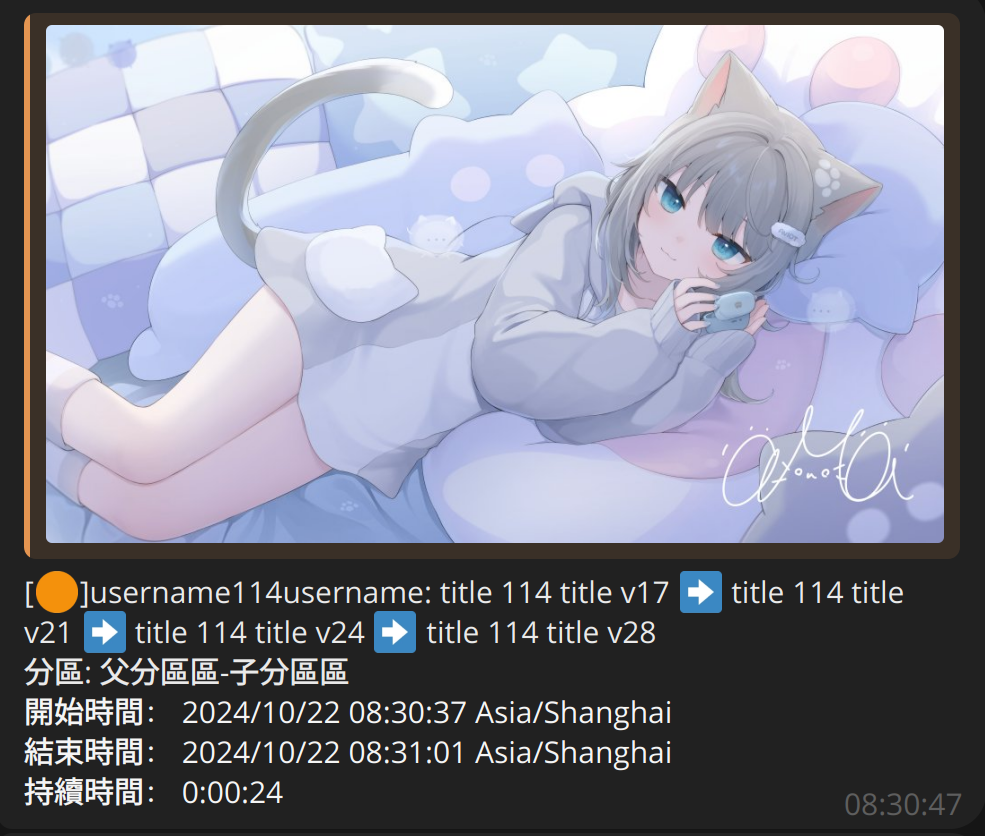 [🟠]username114username: title 114 title v17 ➡️ title 114 title
v21 ➡️ title 114 title v24 ➡️ title 114 title v28
分區: 父分區區-子分區區
開始時間： 2024/10/22 08:30:37 Asia/Shanghai
結束時間： 2024/10/22 08:31:01 Asia/Shanghai
持續時間： 0:00:24
08:30:47